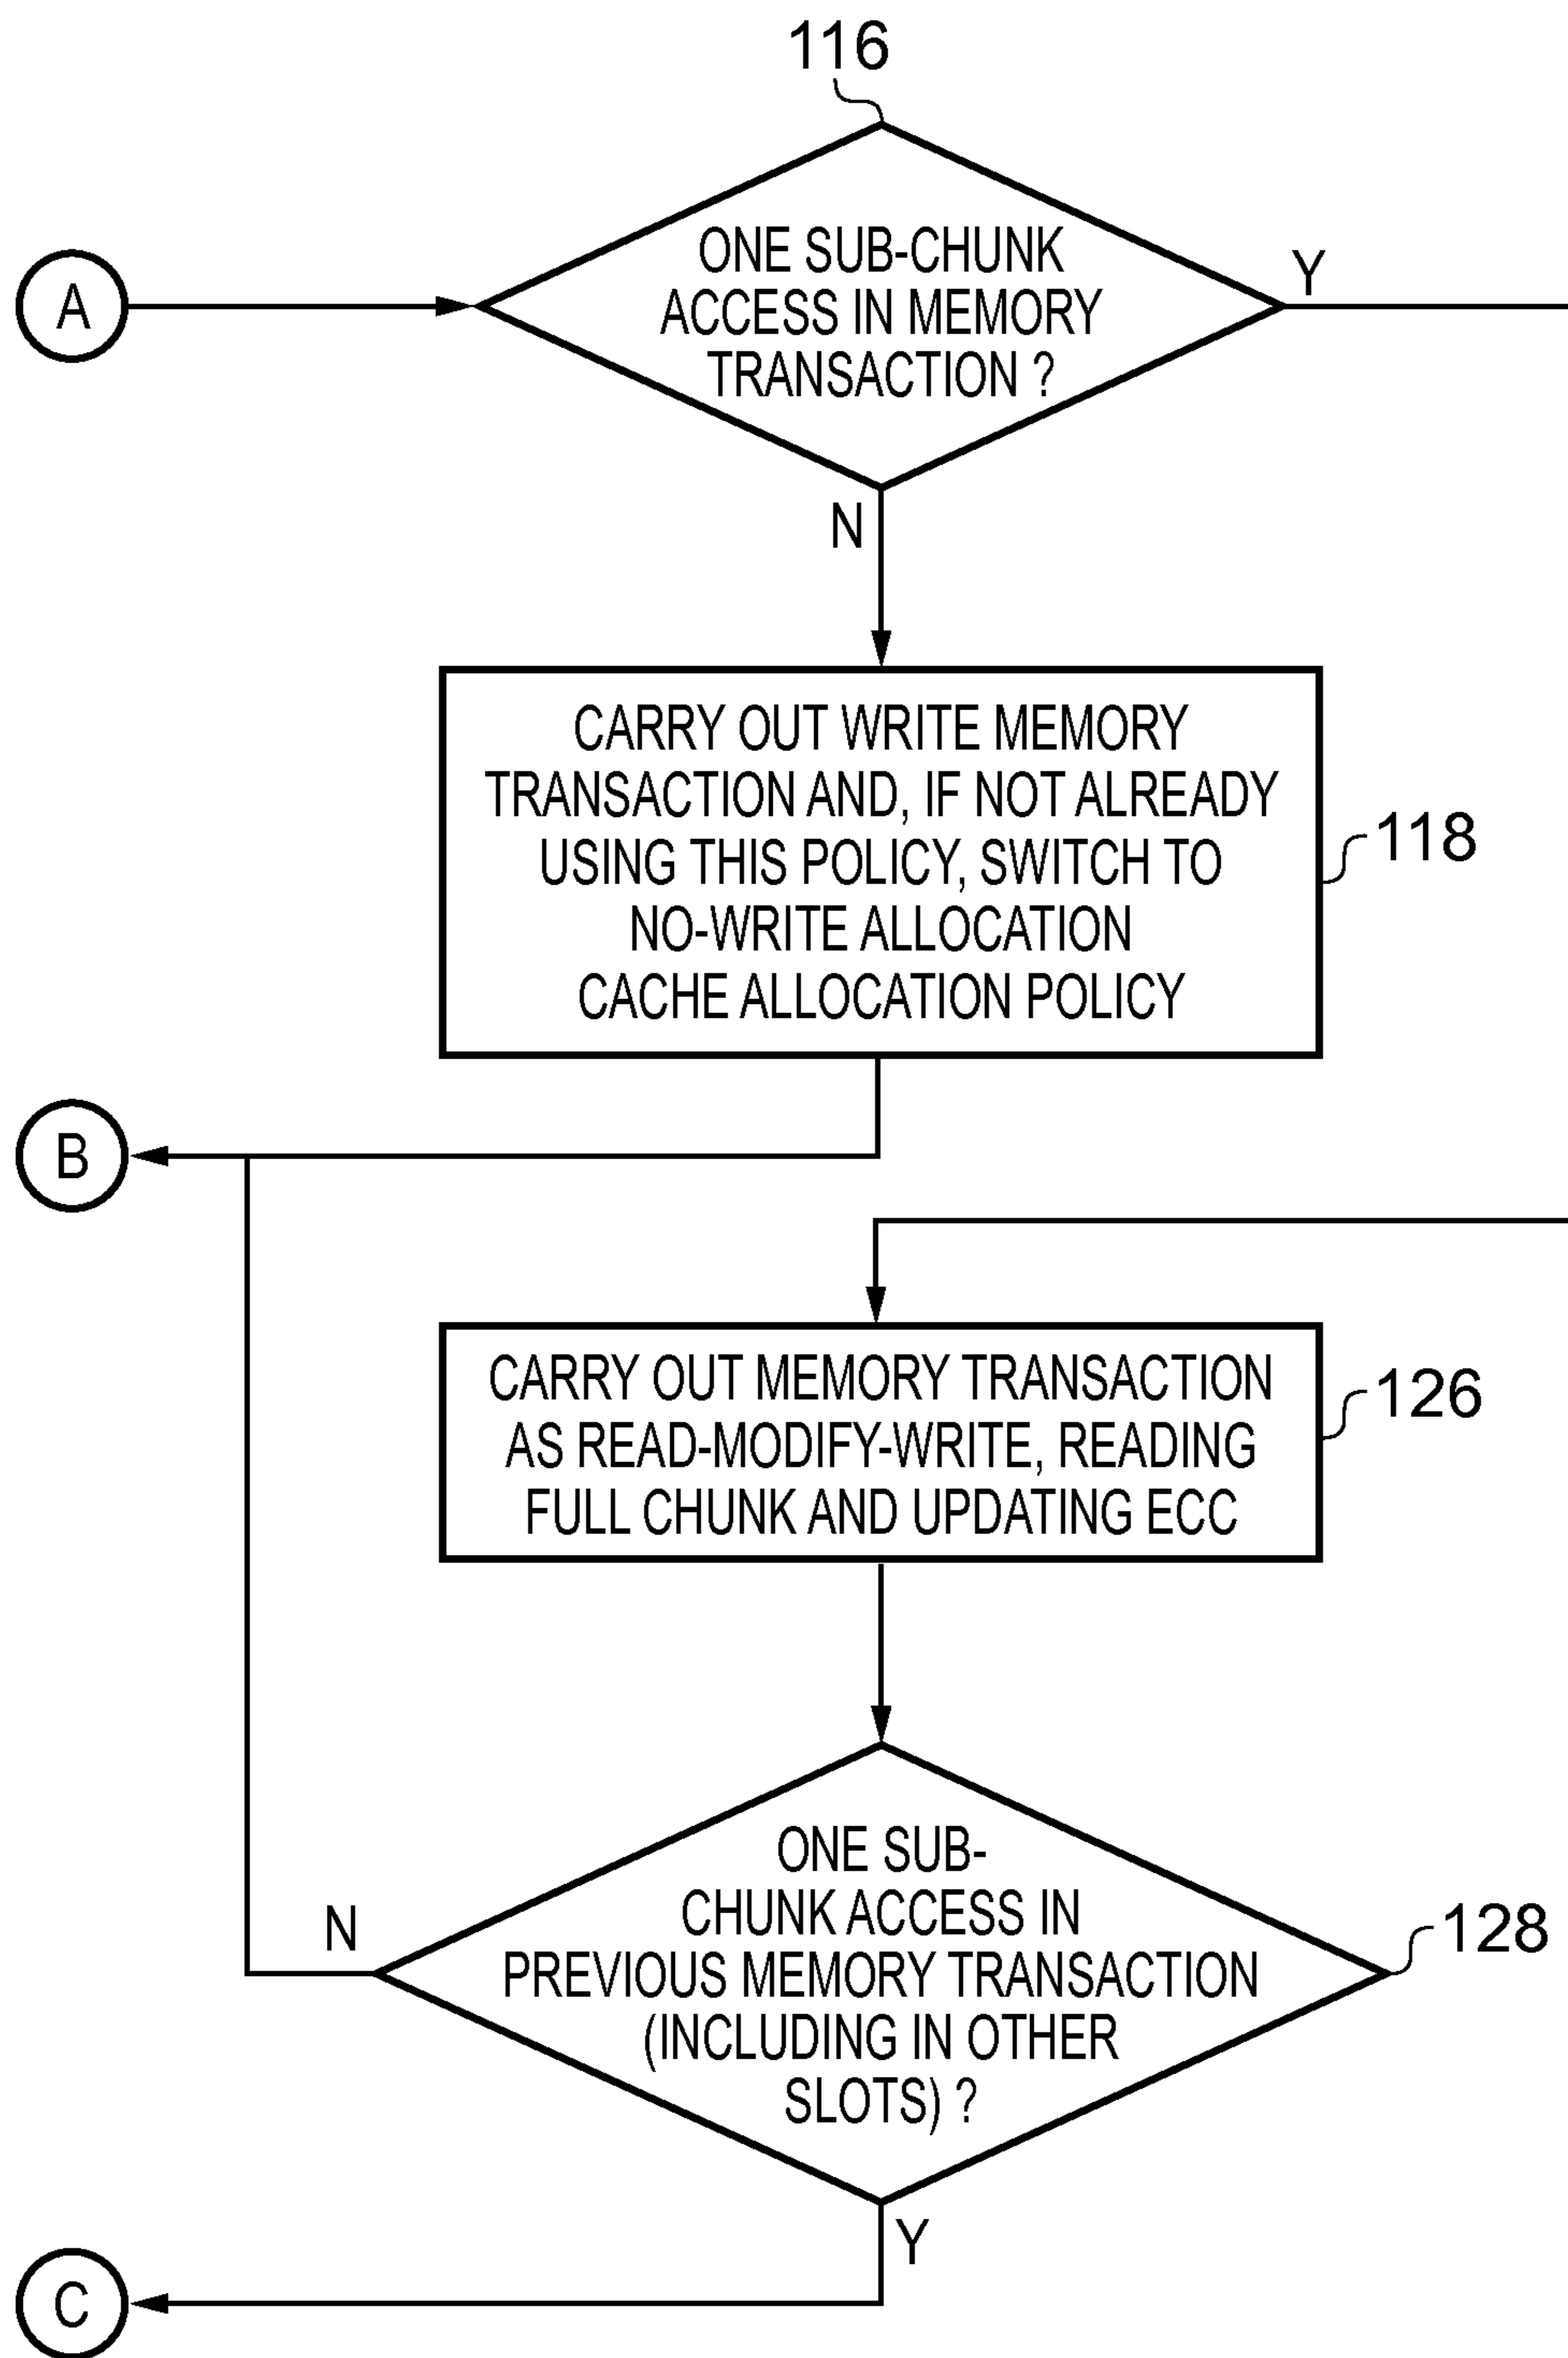 116
A
ONE SUB-CHUNK
ACCESS IN MEMORY
TRANSACTION ?
Y
N
CARRY OUT WRITE MEMORY
TRANSACTION AND, IF NOT ALREADY
USING THIS POLICY, SWITCH TO
NO-WRITE ALLOCATION
CACHE ALLOCATION POLICY
118
B
CARRY OUT MEMORY TRANSACTION
AS READ-MODIFY-WRITE, READING
FULL CHUNK AND UPDATING ECC
126
ONE SUB-
CHUNK ACCESS IN
PREVIOUS MEMORY TRANSACTION
(INCLUDING IN OTHER
SLOTS) ?
N
128
Y
C